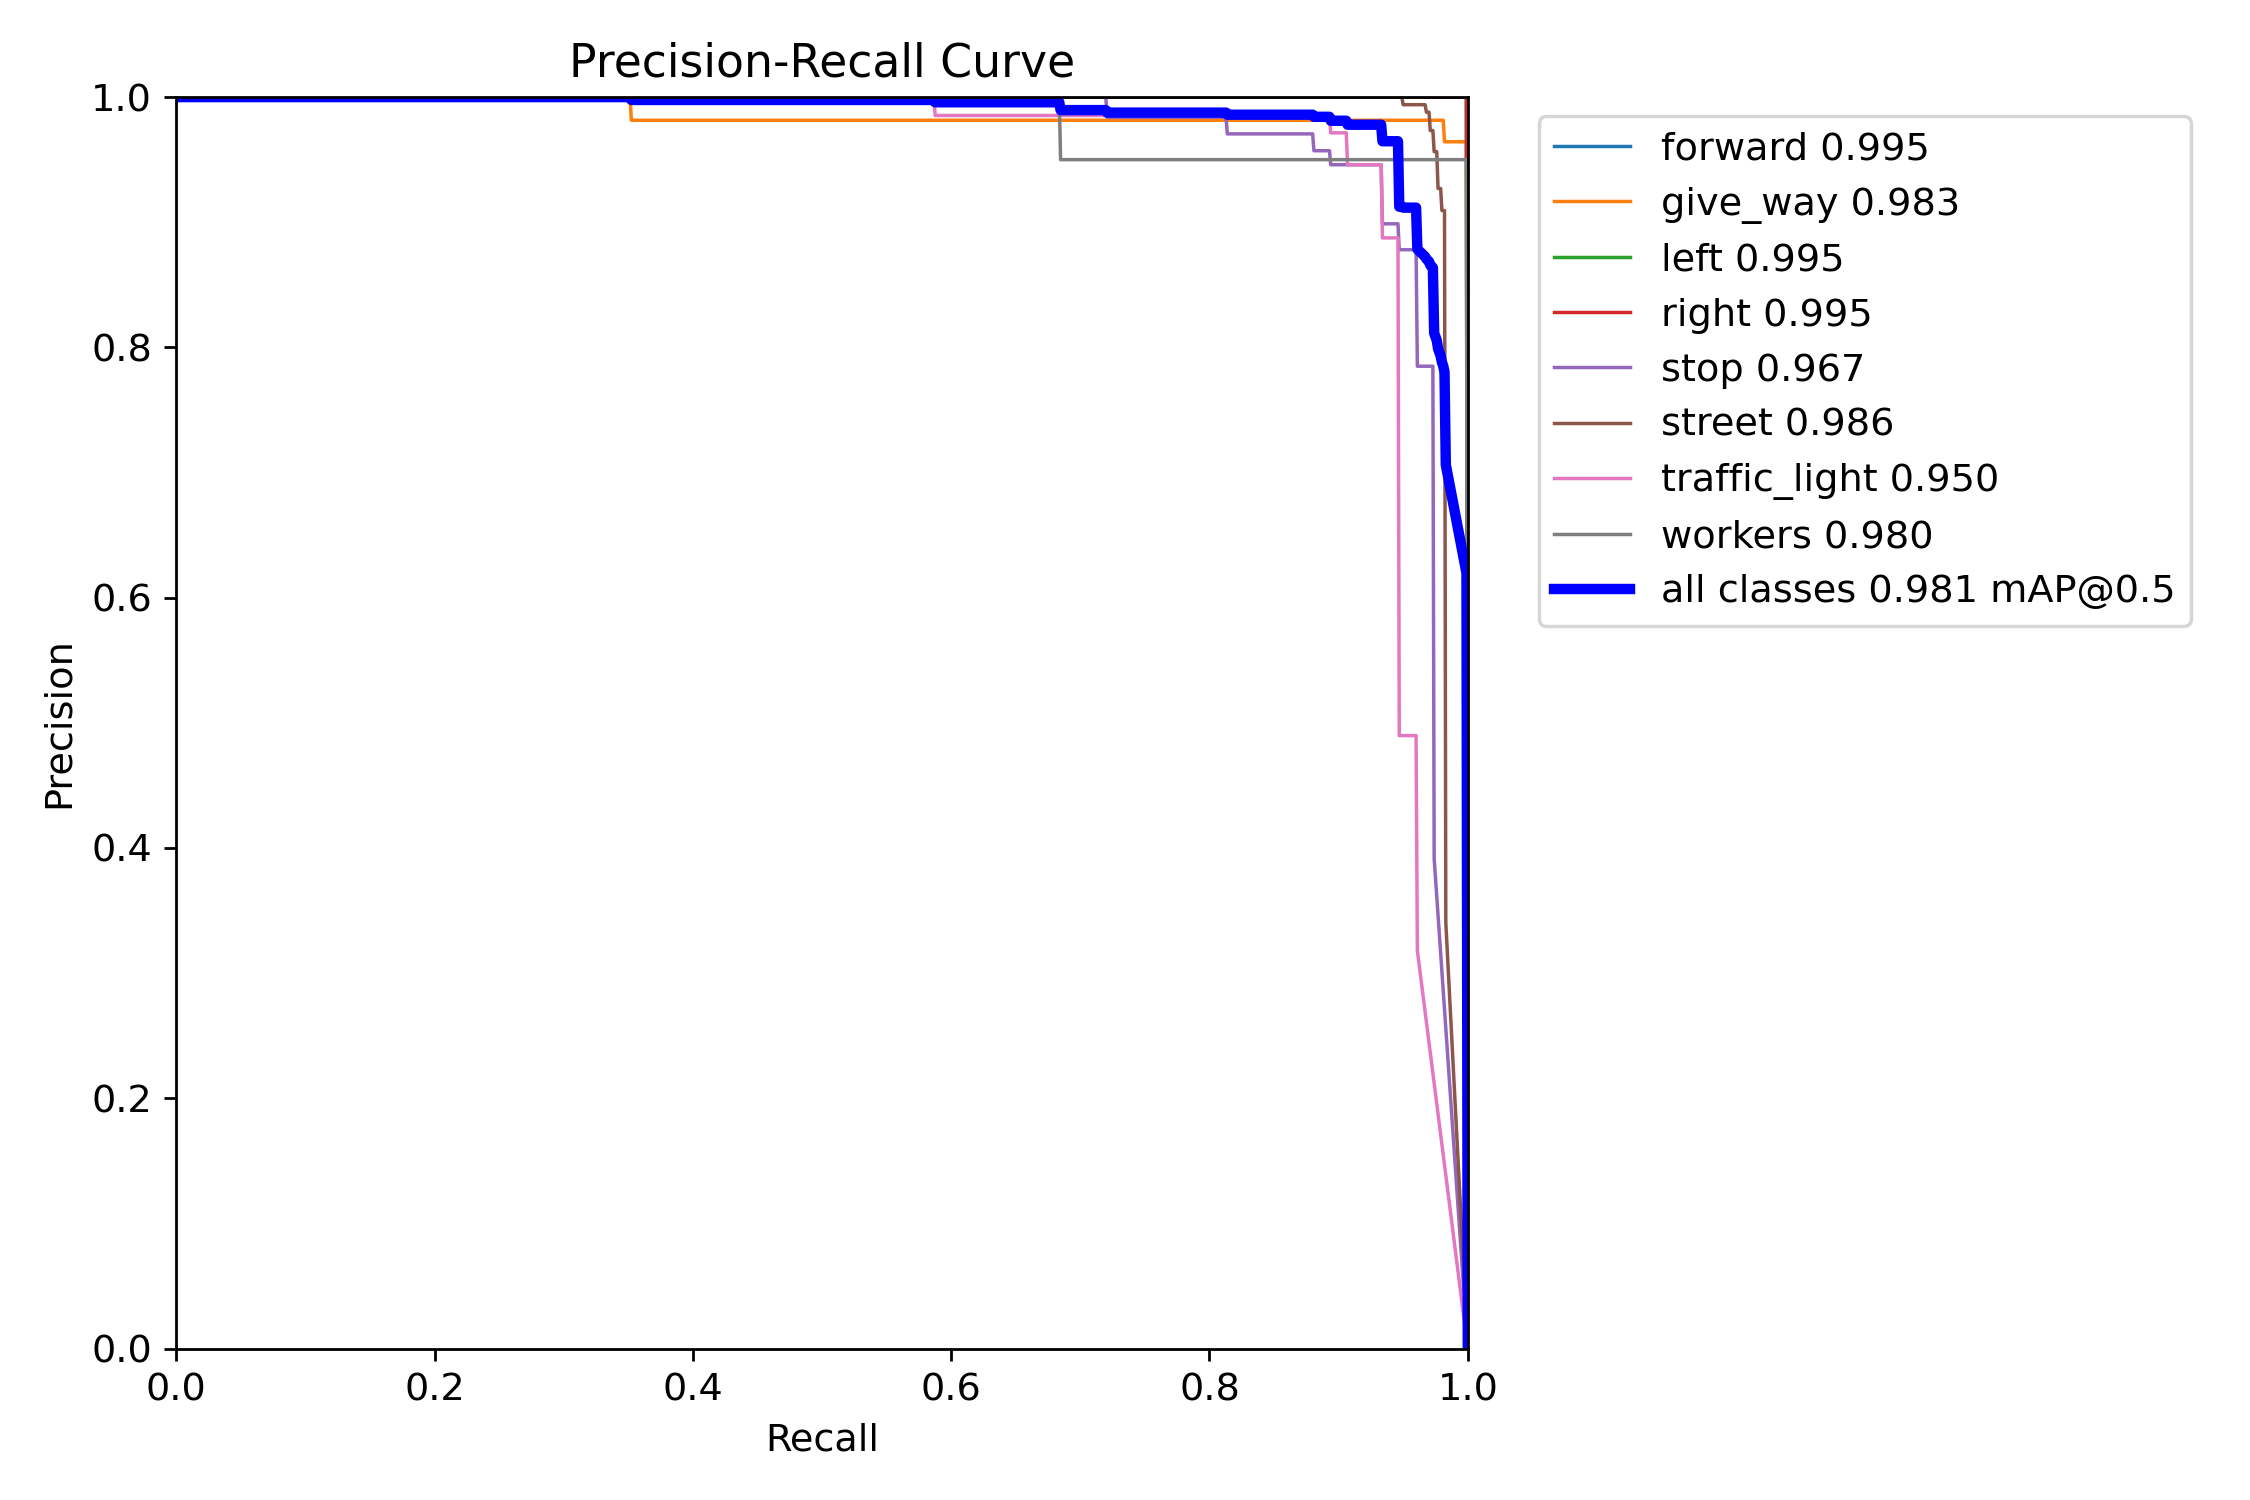 Precision-Recall Curve
1.0
0.8
0.6
0.4
0.2
0.0
Precision
0.0 0.2 0.4 0.6 0.8 1.0
Recall
forward 0.995
give_way 0.983
left 0.995
right 0.995
stop 0.967
street 0.986
traffic_light 0.950
workers 0.980
all classes 0.981 mAP@0.5